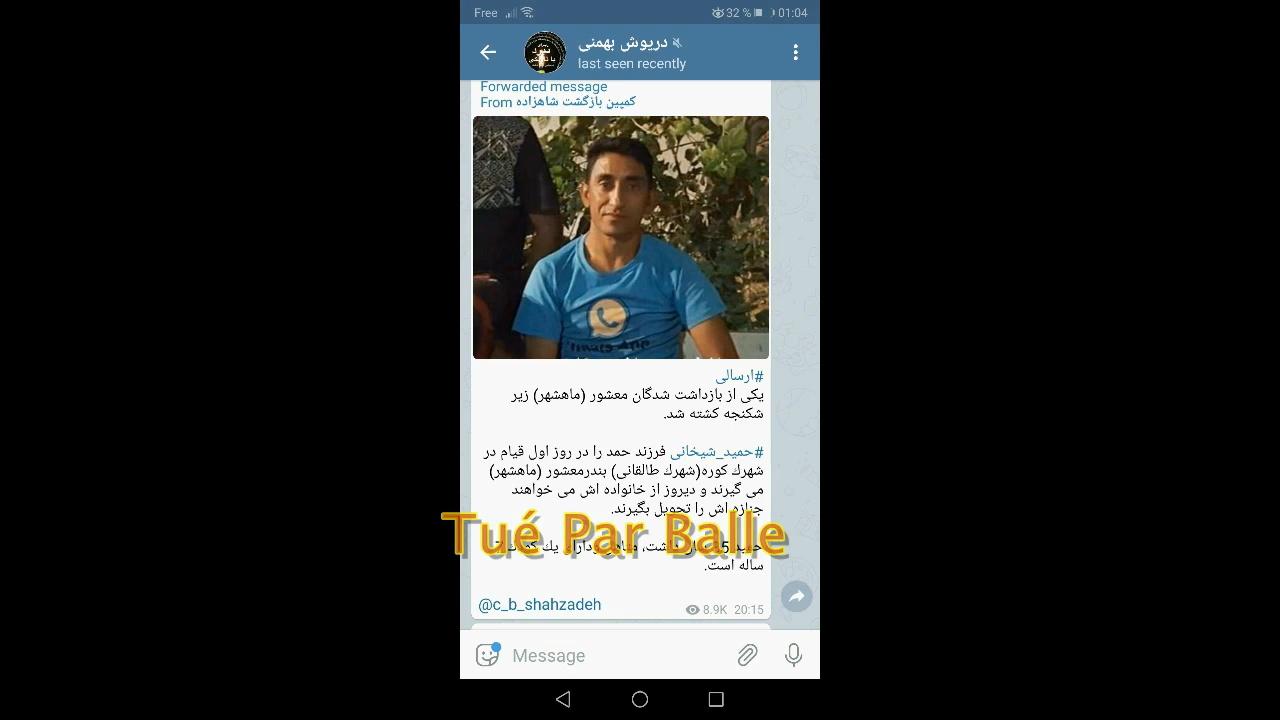 Free 32 % 01:04
دریوش بهمنی
last seen recently
Forwarded message
From کمپین بازگشت شاهزاده
#ارسالی
یکی از بازداشت شدگان معشور (ماهشهر) زیر
شکنجه کشته شد.
#حمید_شیخانی فرزند حمد را در روز اول قیام در
شهرك کوره(شهرك طالقانی) بندرمعشور (ماهشهر)
می گیرند و دیروز از خانواده اش می خواهند
جنازه اش را تحویل بگیرند.
Tué Par Balle
ساله است.
@c_b_shahzadeh 8.9K 20:15
Message